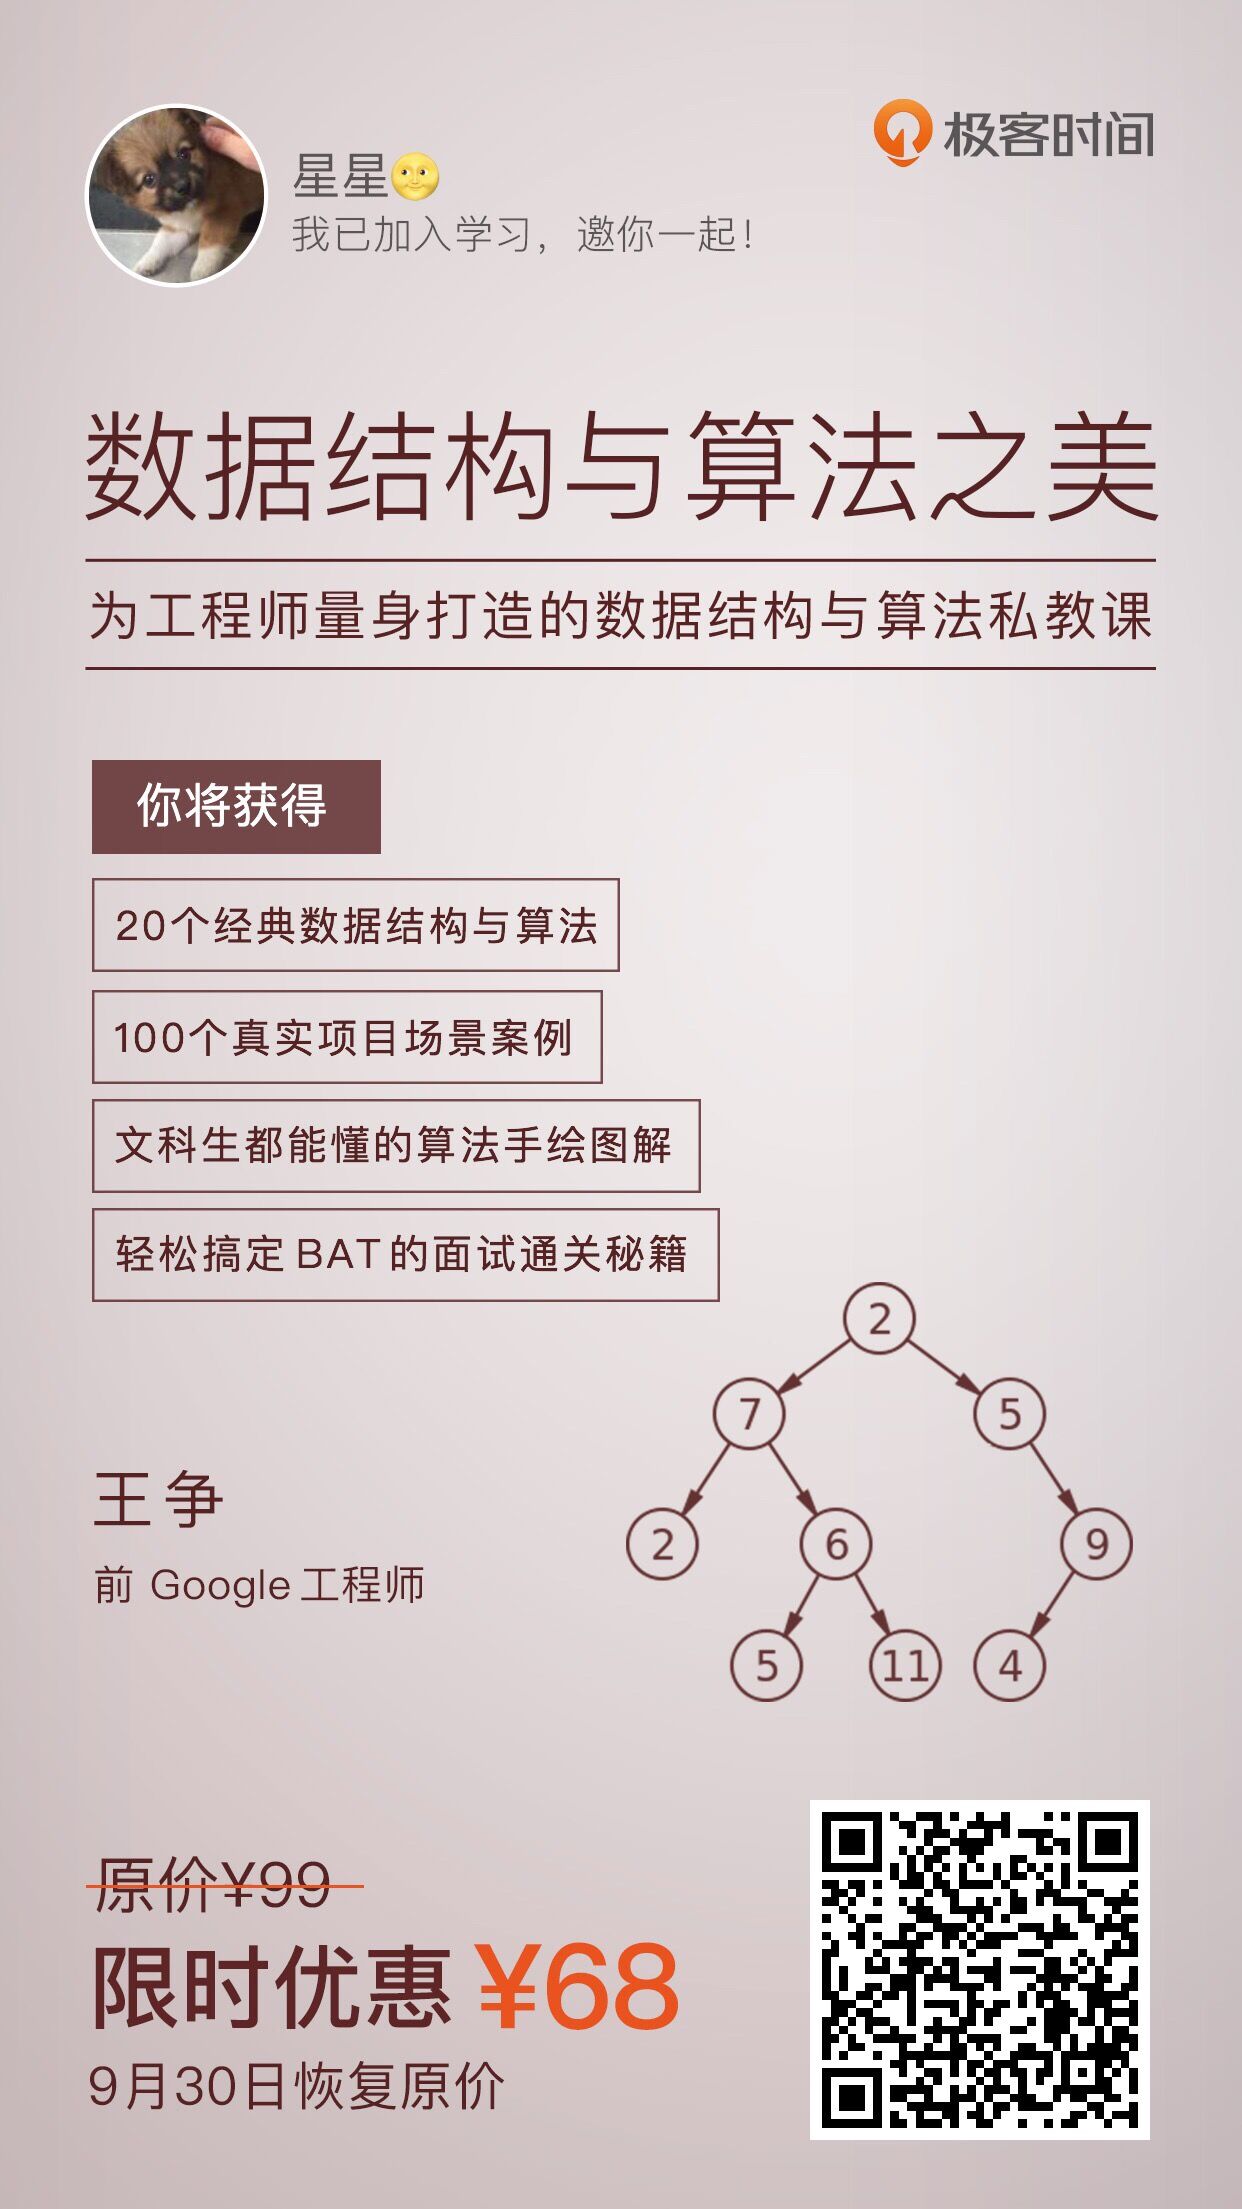 极客时间
星星🌝
我已加入学习，邀你一起！
数据结构与算法之美
为工程师量身打造的数据结构与算法私教课
你将获得
20个经典数据结构与算法
100个真实项目场景案例
文科生都能懂的算法手绘图解
轻松搞定BAT的面试通关秘籍
2
7 5
2 6 9
5 11 4
王争
前 Google 工程师
原价¥99
限时优惠 ¥68
9月30日恢复原价